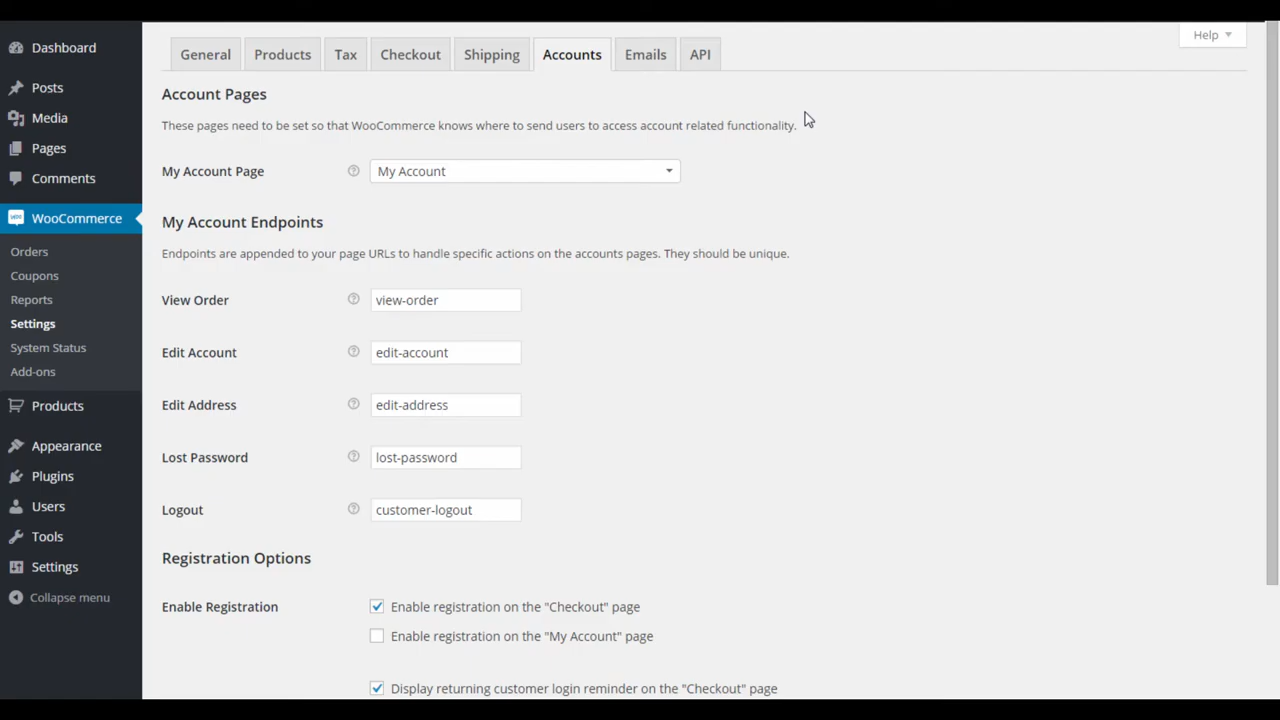 Dashboard
Posts
Media
Pages
Comments
WooCommerce
Orders
Coupons
Reports
Settings
System Status
Add-ons
Products
Appearance
Plugins
Users
Tools
Settings
Collapse menu
Help
General Products Tax Checkout Shipping Accounts Emails API
Account Pages
These pages need to be set so that WooCommerce knows where to send users to access account related functionality.
My Account Page My Account
My Account Endpoints
Endpoints are appended to your page URLs to handle specific actions on the accounts pages. They should be unique.
View Order view-order
Edit Account edit-account
Edit Address edit-address
Lost Password lost-password
Logout customer-logout
Registration Options
Enable Registration Enable registration on the "Checkout" page
Enable registration on the "My Account" page
Display returning customer login reminder on the "Checkout" page